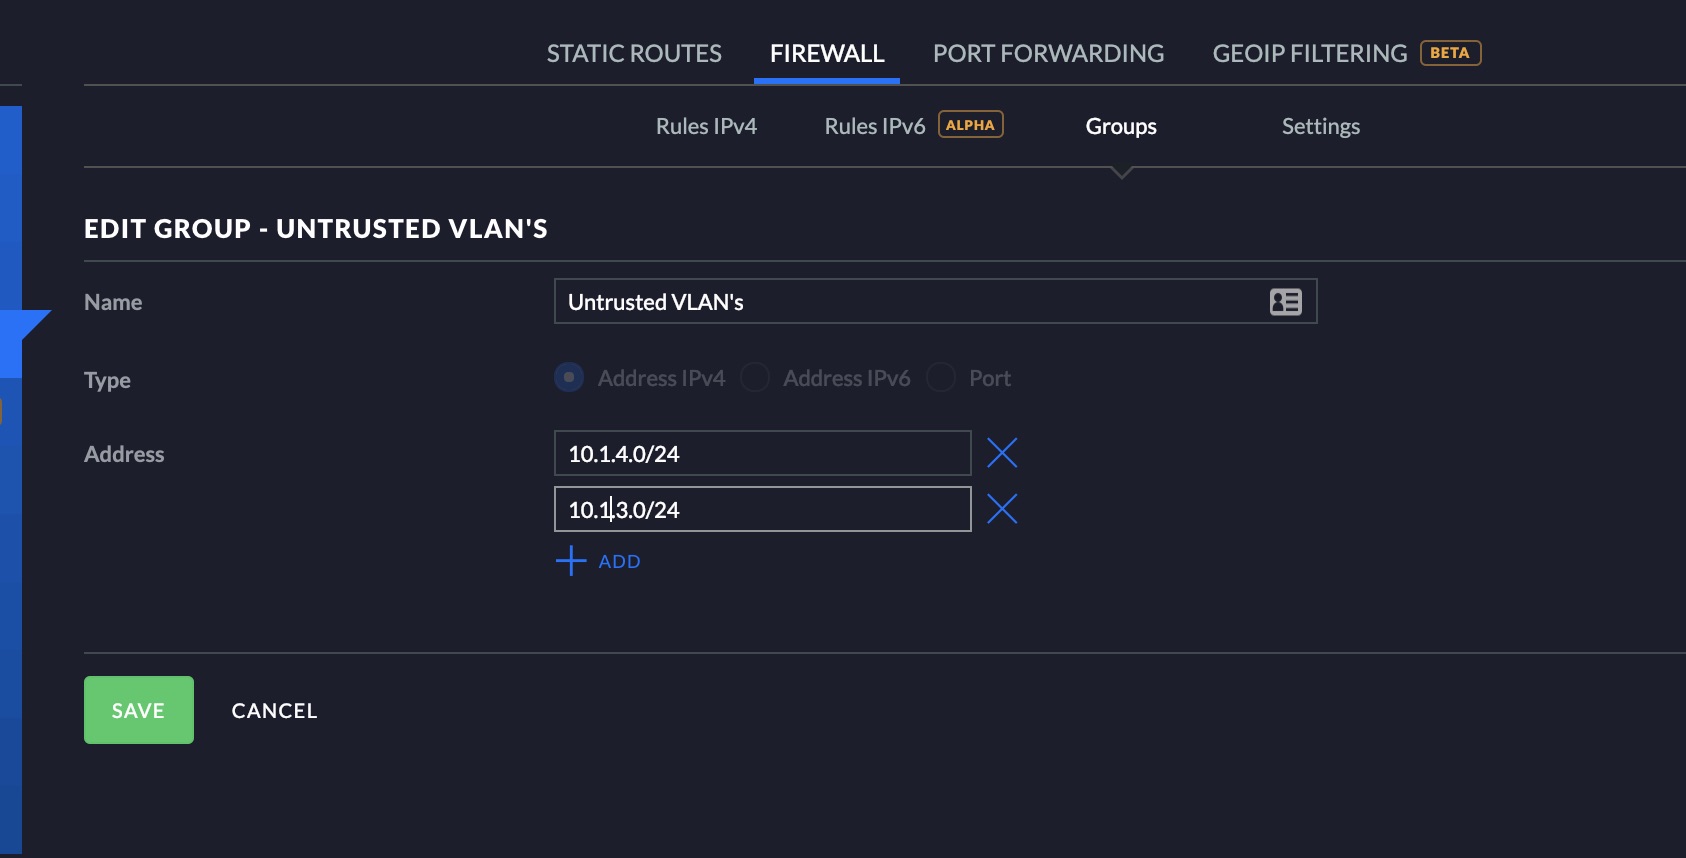 STATIC ROUTES FIREWALL PORT FORWARDING GEOIP FILTERING BETA
Rules IPv4 Rules IPv6 ALPHA Groups Settings
EDIT GROUP - UNTRUSTED VLAN'S
Name Untrusted VLAN's
Type Address IPv4 Address IPv6 Port
Address 10.1.4.0/24
10.1.3.0/24
ADD
SAVE CANCEL